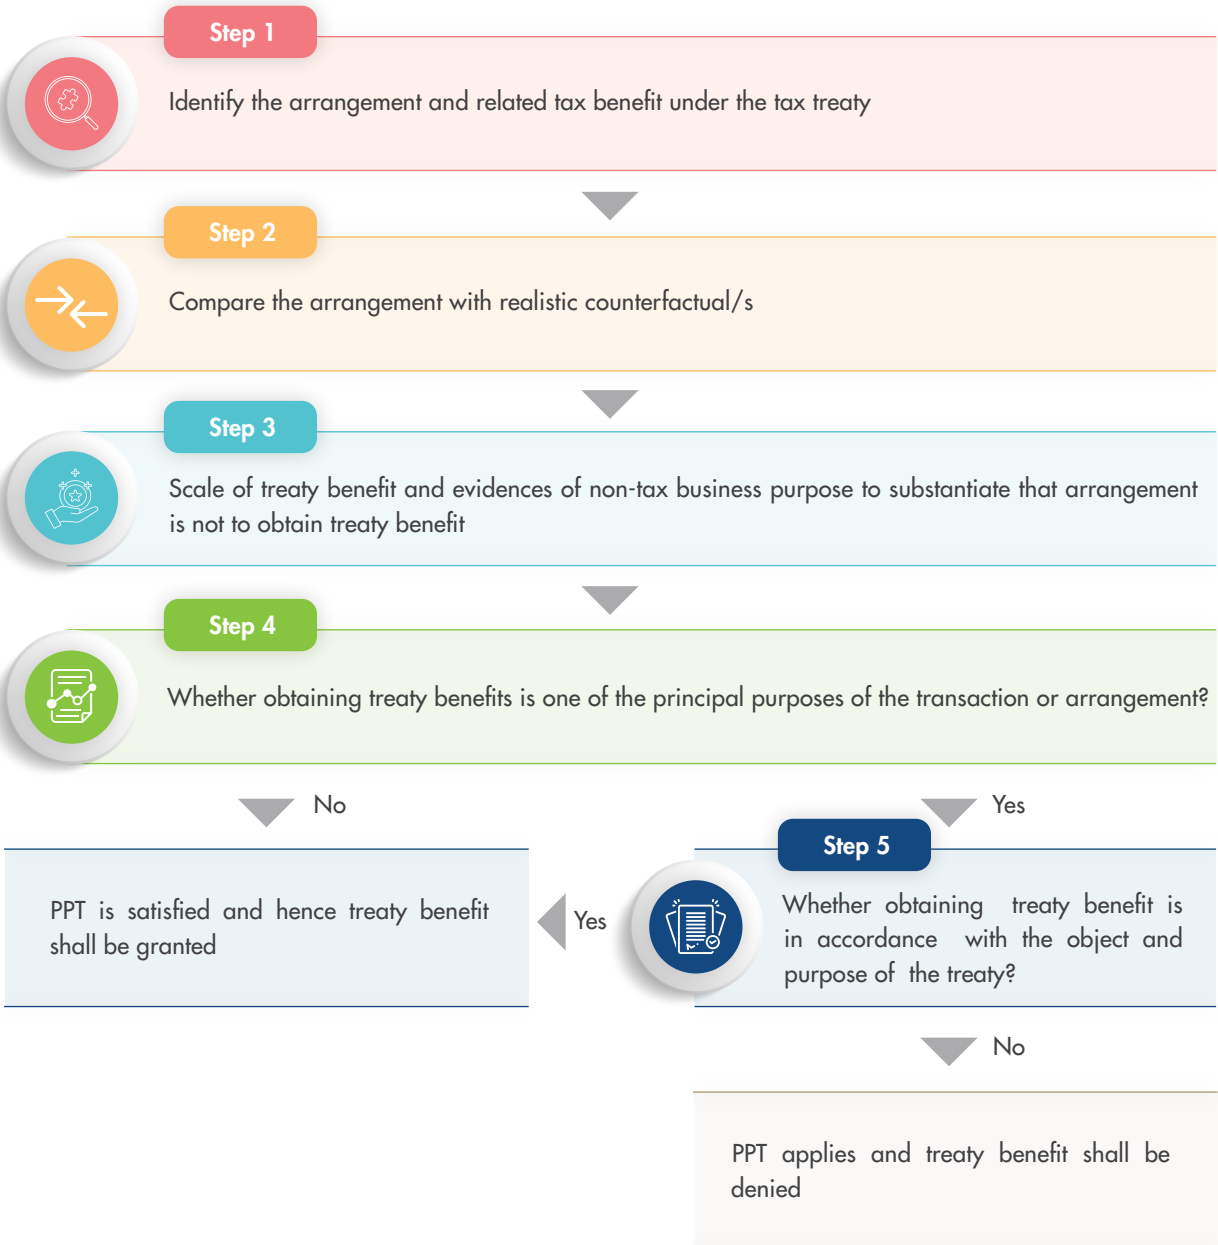 Step 1
Identify the arrangement and related tax benefit under the tax treaty
Step 2
Compare the arrangement with realistic counterfactual/s
Step 3
Scale of treaty benefit and evidences of non-tax business purpose to substantiate that arrangement
is not to obtain treaty benefit
Step 4
Whether obtaining treaty benefits is one of the principal purposes of the transaction or arrangement?
No
Yes
PPT is satisfied and hence treaty benefit
shall be granted
Yes
Step 5
Whether obtaining treaty benefit is
in accordance with the object and
purpose of the treaty?
No
PPT applies and treaty benefit shall be
denied